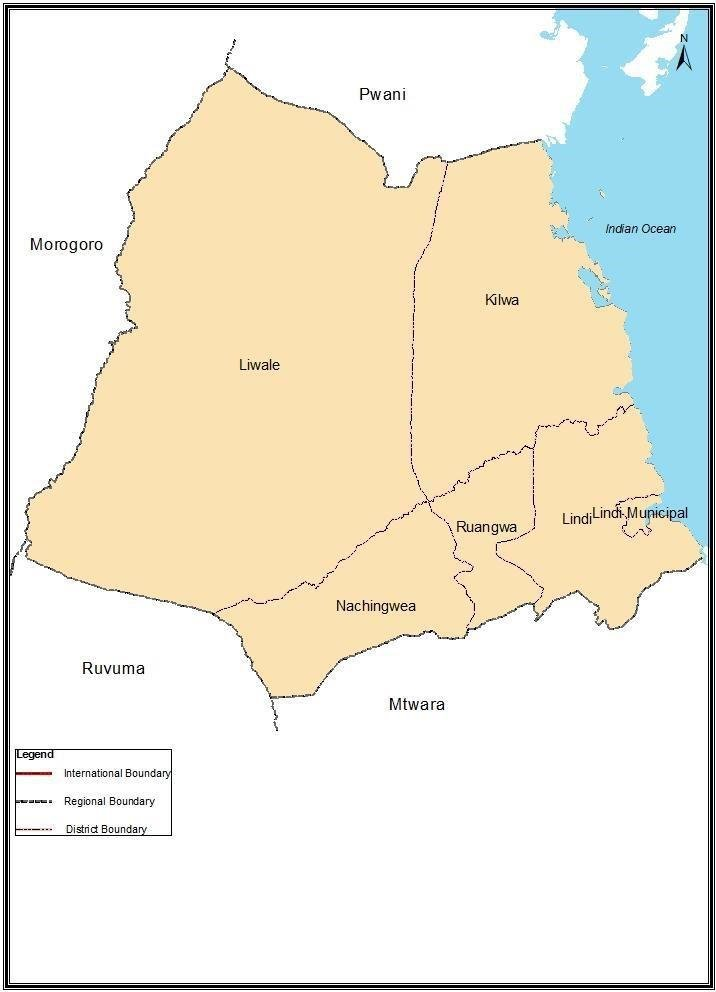 N
Pwani
Indian Ocean
Morogoro
Kilwa
Liwale
Lindi Municipal
Lindi
Ruangwa
Nachingwea
Ruvuma
Mtwara
Legend
International Boundary
Regional Boundary
District Boundary